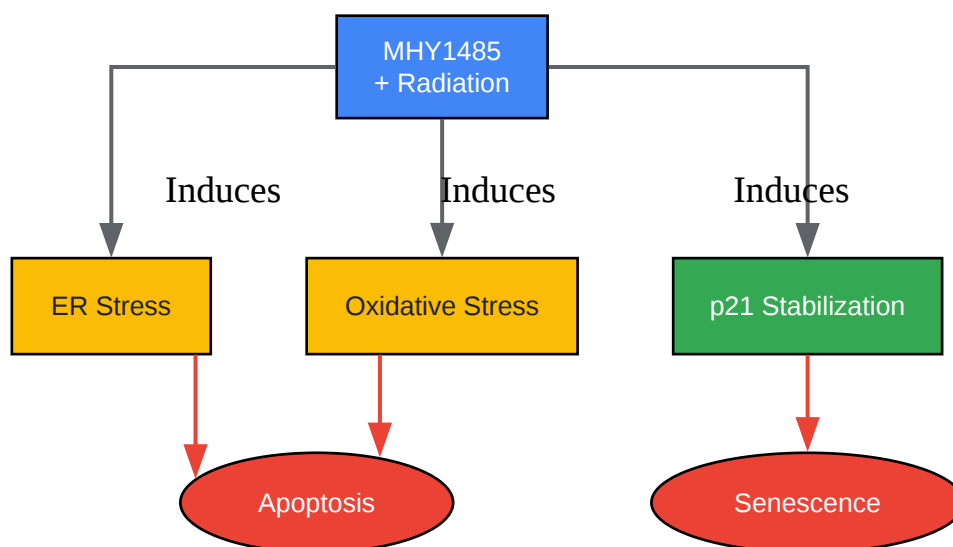 MHY1485
+ Radiation
Induces
Induces
Induces
ER Stress
Oxidative Stress
p21 Stabilization
Apoptosis
Senescence